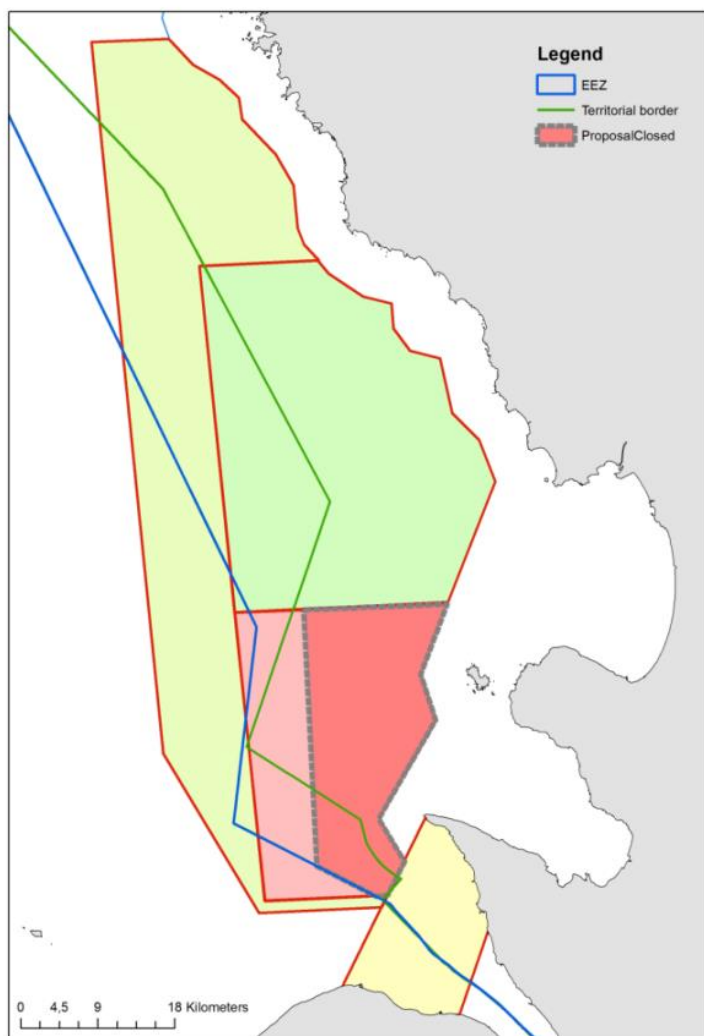 Legend
EEZ
Territorial border
ProposalClosed
0 4,5 9 18 Kilometers